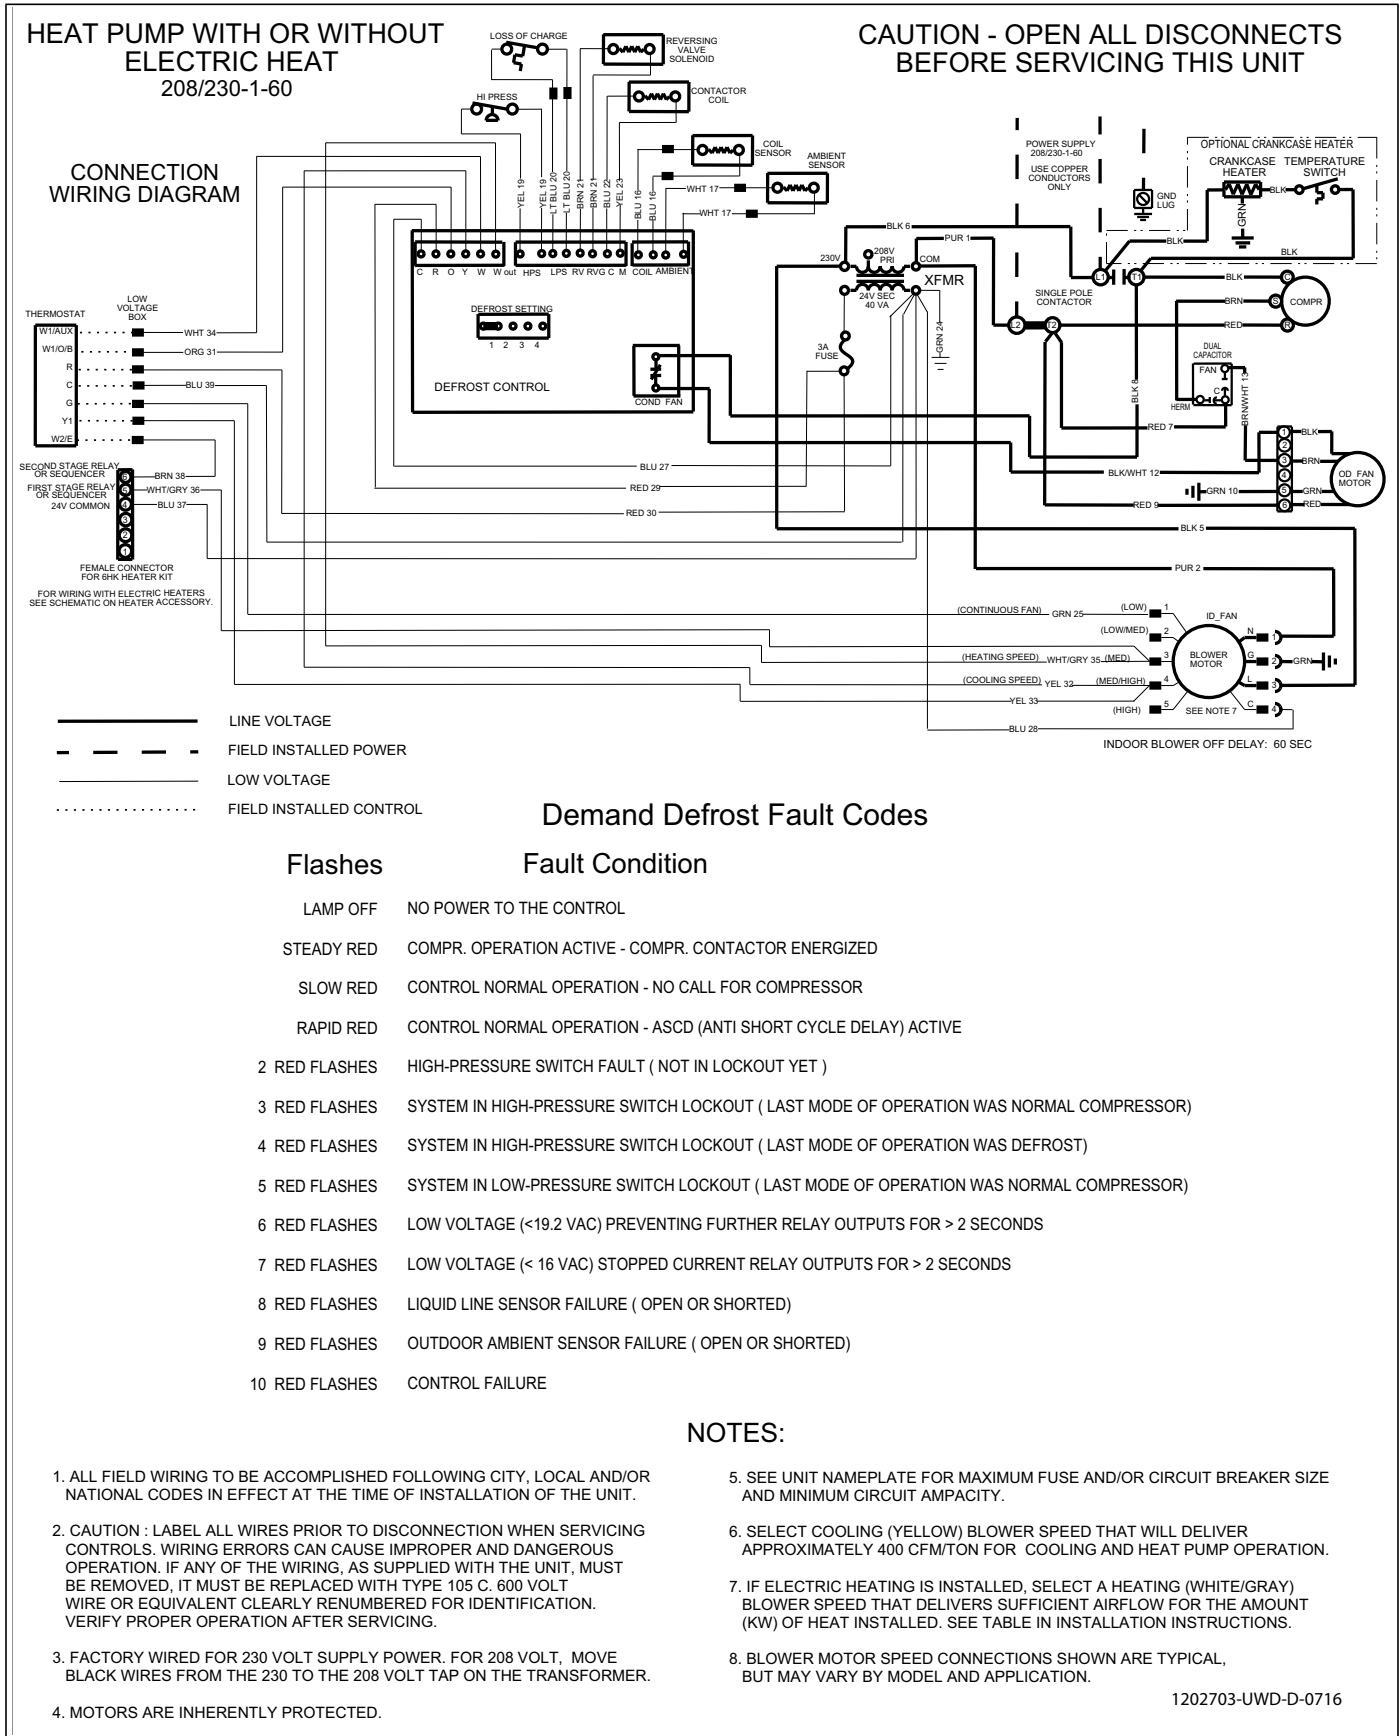 HEAT PUMP WITH OR WITHOUT
ELECTRIC HEAT
208/230-1-60
CAUTION - OPEN ALL DISCONNECTS
BEFORE SERVICING THIS UNIT
CONNECTION
WIRING DIAGRAM
LOSS OF CHARGE
REVERSING
VALVE
SOLENOID
HI PRESS
CONTACTOR
COIL
COIL
SENSOR
AMBIENT
SENSOR
YEL 19
YEL 19
LT BLU 20
LT BLU 20
BRN 21
BRN 21
BLU 22
YEL 23
BLU 16
BLU 16
WHT 17
WHT 17
POWER SUPPLY
208/230-1-60
USE COPPER
CONDUCTORS
ONLY
GND
LUG
OPTIONAL CRANKCASE HEATER
CRANKCASE
HEATER
TEMPERATURE
SWITCH
BLK
GRN
BLK
BLK
C R O Y W W out HPS LPS RV RVG C M COIL AMBIENT
DEFROST SETTING
1 2 3 4
DEFROST CONTROL
COND FAN
BLK 6
PUR 1
230V
208V
PRI
COM
XFMR
24V SEC
40 VA
3A
FUSE
GRN 24
L1
T1
SINGLE POLE
CONTACTOR
L2
T2
BLK
BRN
RED
C
S
R
COMPR
DUAL
CAPACITOR
FAN
C
HERM
BRN/WHT 13
BLK 8
RED 7
BLK/WHT 12
GRN 10
RED 9
1
2
3
4
5
6
BLK
BRN
GRN
RED
OD FAN
MOTOR
THERMOSTAT
LOW
VOLTAGE
BOX
W1/AUX
W1/O/B
R
C
G
Y1
W2/E
WHT 34
ORG 31
BLU 39
BLU 27
RED 29
RED 30
SECOND STAGE RELAY
OR SEQUENCER
FIRST STAGE RELAY
OR SEQUENCER
24V COMMON
BRN 38
WHT/GRY 36
BLU 37
6
5
4
3
2
1
FEMALE CONNECTOR
FOR 6HK HEATER KIT
FOR WIRING WITH ELECTRIC HEATERS
SEE SCHEMATIC ON HEATER ACCESSORY.
BLK 5
PUR 2
(CONTINUOUS FAN) GRN 25 (LOW) 1
(LOW/MED) 2
(HEATING SPEED) WHT/GRY 35 (MED) 3
(COOLING SPEED) YEL 32 (MED/HIGH) 4
YEL 33
(HIGH) 5
BLU 28
ID_FAN
BLOWER
MOTOR
SEE NOTE 7
N 1
G 2 GRN
L 3
C 4
INDOOR BLOWER OFF DELAY: 60 SEC
LINE VOLTAGE
FIELD INSTALLED POWER
LOW VOLTAGE
FIELD INSTALLED CONTROL
Demand Defrost Fault Codes
Flashes Fault Condition
LAMP OFF NO POWER TO THE CONTROL
STEADY RED COMPR. OPERATION ACTIVE - COMPR. CONTACTOR ENERGIZED
SLOW RED CONTROL NORMAL OPERATION - NO CALL FOR COMPRESSOR
RAPID RED CONTROL NORMAL OPERATION - ASCD (ANTI SHORT CYCLE DELAY) ACTIVE
2 RED FLASHES HIGH-PRESSURE SWITCH FAULT ( NOT IN LOCKOUT YET )
3 RED FLASHES SYSTEM IN HIGH-PRESSURE SWITCH LOCKOUT ( LAST MODE OF OPERATION WAS NORMAL COMPRESSOR)
4 RED FLASHES SYSTEM IN HIGH-PRESSURE SWITCH LOCKOUT ( LAST MODE OF OPERATION WAS DEFROST)
5 RED FLASHES SYSTEM IN LOW-PRESSURE SWITCH LOCKOUT ( LAST MODE OF OPERATION WAS NORMAL COMPRESSOR)
6 RED FLASHES LOW VOLTAGE (<19.2 VAC) PREVENTING FURTHER RELAY OUTPUTS FOR > 2 SECONDS
7 RED FLASHES LOW VOLTAGE (< 16 VAC) STOPPED CURRENT RELAY OUTPUTS FOR > 2 SECONDS
8 RED FLASHES LIQUID LINE SENSOR FAILURE ( OPEN OR SHORTED)
9 RED FLASHES OUTDOOR AMBIENT SENSOR FAILURE ( OPEN OR SHORTED)
10 RED FLASHES CONTROL FAILURE
NOTES:
1. ALL FIELD WIRING TO BE ACCOMPLISHED FOLLOWING CITY, LOCAL AND/OR
NATIONAL CODES IN EFFECT AT THE TIME OF INSTALLATION OF THE UNIT.
2. CAUTION : LABEL ALL WIRES PRIOR TO DISCONNECTION WHEN SERVICING
CONTROLS. WIRING ERRORS CAN CAUSE IMPROPER AND DANGEROUS
OPERATION. IF ANY OF THE WIRING, AS SUPPLIED WITH THE UNIT, MUST
BE REMOVED, IT MUST BE REPLACED WITH TYPE 105 C. 600 VOLT
WIRE OR EQUIVALENT CLEARLY RENUMBERED FOR IDENTIFICATION.
VERIFY PROPER OPERATION AFTER SERVICING.
3. FACTORY WIRED FOR 230 VOLT SUPPLY POWER. FOR 208 VOLT, MOVE
BLACK WIRES FROM THE 230 TO THE 208 VOLT TAP ON THE TRANSFORMER.
4. MOTORS ARE INHERENTLY PROTECTED.
5. SEE UNIT NAMEPLATE FOR MAXIMUM FUSE AND/OR CIRCUIT BREAKER SIZE
AND MINIMUM CIRCUIT AMPACITY.
6. SELECT COOLING (YELLOW) BLOWER SPEED THAT WILL DELIVER
APPROXIMATELY 400 CFM/TON FOR COOLING AND HEAT PUMP OPERATION.
7. IF ELECTRIC HEATING IS INSTALLED, SELECT A HEATING (WHITE/GRAY)
BLOWER SPEED THAT DELIVERS SUFFICIENT AIRFLOW FOR THE AMOUNT
(KW) OF HEAT INSTALLED. SEE TABLE IN INSTALLATION INSTRUCTIONS.
8. BLOWER MOTOR SPEED CONNECTIONS SHOWN ARE TYPICAL,
BUT MAY VARY BY MODEL AND APPLICATION.
1202703-UWD-D-0716